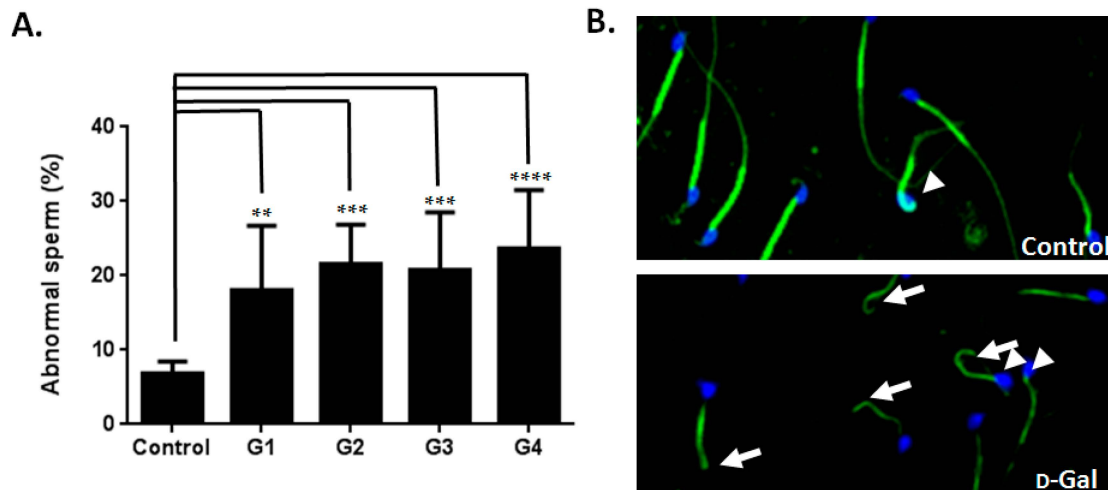 A.
Abnormal sperm (%)
40
30
20
10
0
**
***
***
****
Control G1 G2 G3 G4
B.
Control
D-Gal